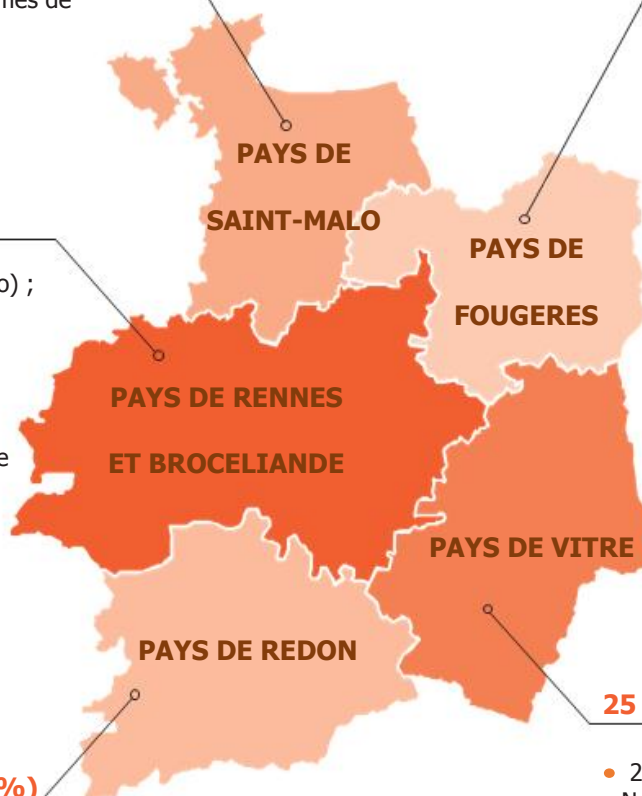 PAYS DE
SAINT-MALO
PAYS DE
FOUGERES
o) ;
PAYS DE RENNES
ET BROCELIANDE
e
PAYS DE VITRE
PAYS DE REDON
25
• 2
%)